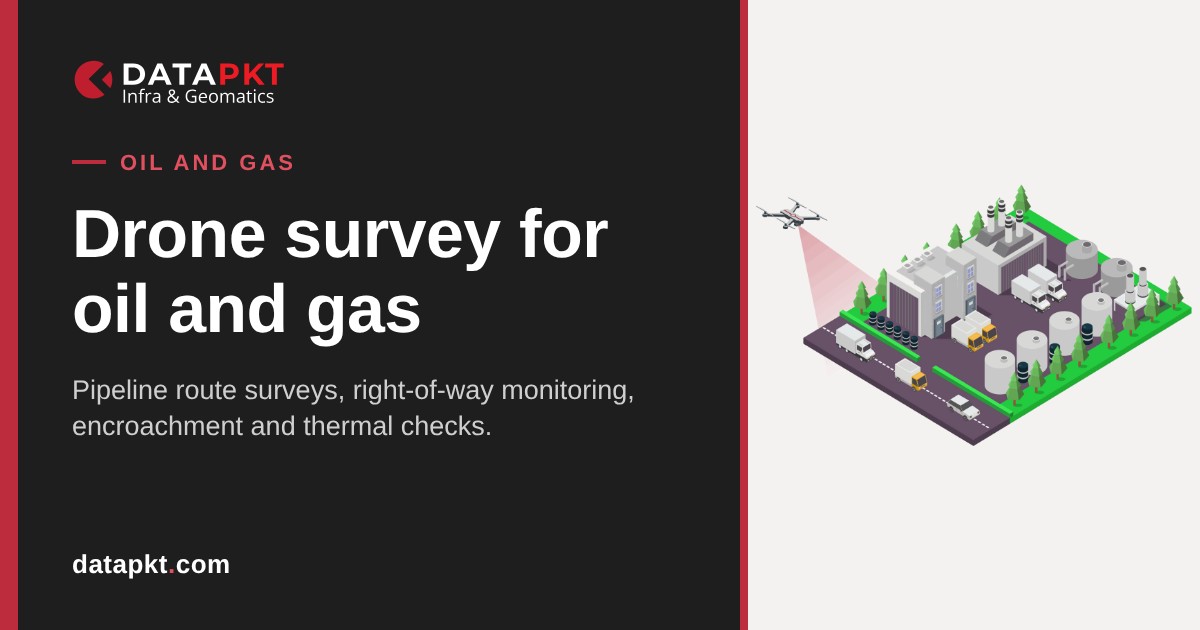 DATAPKT
Infra & Geomatics
OIL AND GAS
Drone survey for
oil and gas
Pipeline route surveys, right-of-way monitoring,
encroachment and thermal checks.
datapkt.com